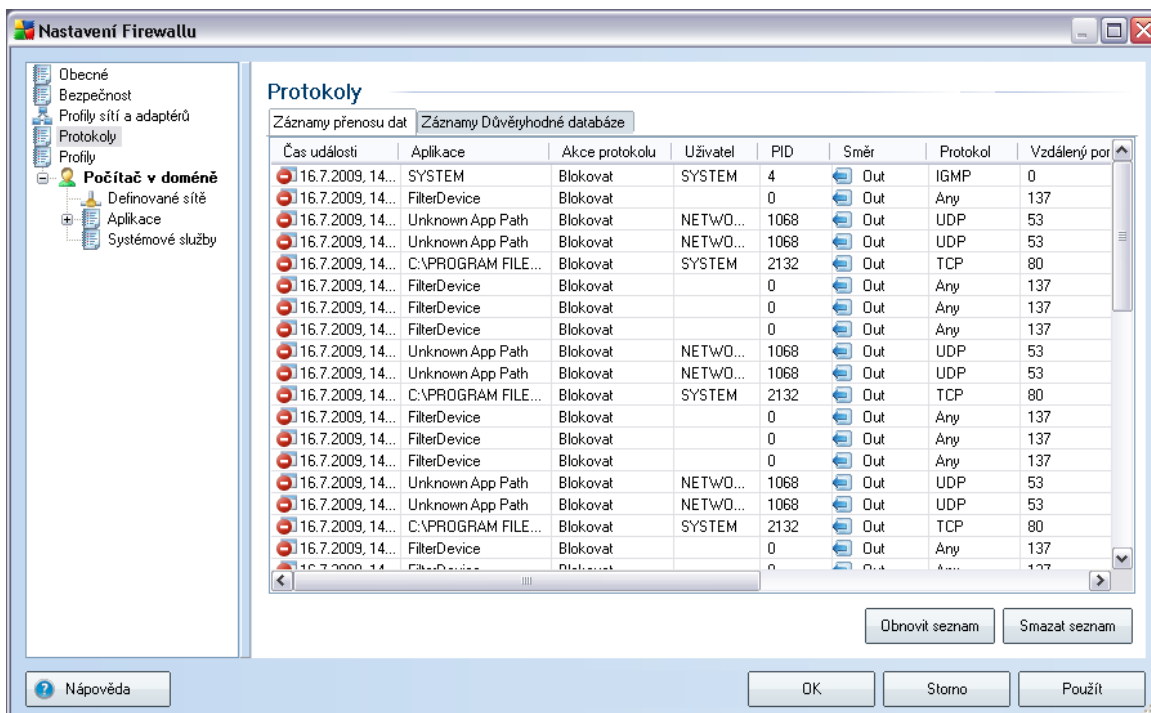 Nastavení Firewallu
Obecné
Bezpečnost
Profily sítí a adaptérů
Protokoly
Profily
Počítač v doméně
Definované sítě
Aplikace
Systémové služby
Protokoly
Záznamy přenosu dat Záznamy Důvěryhodné databáze
Čas události Aplikace Akce protokolu Uživatel PID Směr Protokol Vzdálený por
16.7.2009, 14... SYSTEM Blokovat SYSTEM 4 Out IGMP 0
16.7.2009, 14... FilterDevice Blokovat 0 Out Any 137
16.7.2009, 14... Unknown App Path Blokovat NETWO... 1068 Out UDP 53
16.7.2009, 14... Unknown App Path Blokovat NETWO... 1068 Out UDP 53
16.7.2009, 14... C:\PROGRAM FILE... Blokovat SYSTEM 2132 Out TCP 80
16.7.2009, 14... FilterDevice Blokovat 0 Out Any 137
16.7.2009, 14... FilterDevice Blokovat 0 Out Any 137
16.7.2009, 14... FilterDevice Blokovat 0 Out Any 137
16.7.2009, 14... Unknown App Path Blokovat NETWO... 1068 Out UDP 53
16.7.2009, 14... Unknown App Path Blokovat NETWO... 1068 Out UDP 53
16.7.2009, 14... C:\PROGRAM FILE... Blokovat SYSTEM 2132 Out TCP 80
16.7.2009, 14... FilterDevice Blokovat 0 Out Any 137
16.7.2009, 14... FilterDevice Blokovat 0 Out Any 137
16.7.2009, 14... FilterDevice Blokovat 0 Out Any 137
16.7.2009, 14... Unknown App Path Blokovat NETWO... 1068 Out UDP 53
16.7.2009, 14... Unknown App Path Blokovat NETWO... 1068 Out UDP 53
16.7.2009, 14... C:\PROGRAM FILE... Blokovat SYSTEM 2132 Out TCP 80
16.7.2009, 14... FilterDevice Blokovat 0 Out Any 137
Obnovit seznam Smazat seznam
Nápověda OK Storno Použít